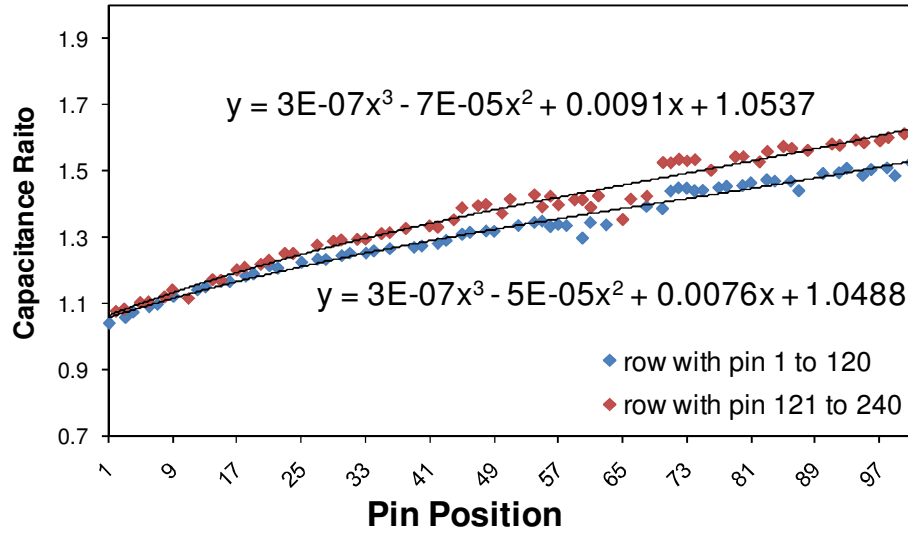 1.9
1.7
1.5
1.3
1.1
0.9
0.7
Capacitance Raito
y = 3E-07x³ - 7E-05x² + 0.0091x + 1.0537
y = 3E-07x³ - 5E-05x² + 0.0076x + 1.0488
row with pin 1 to 120
row with pin 121 to 240
1 9 17 25 33 41 49 57 65 73 81 89 97
Pin Position